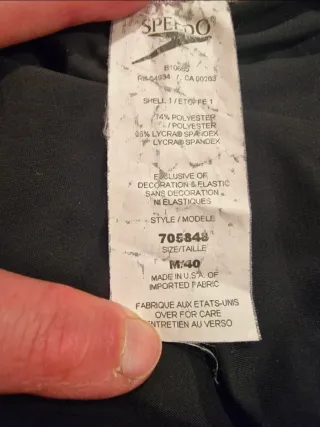 SPEEDO
RN 64934 / CA 00263
SHELL 1 / ETOFFE 1
74% POLYESTER
/ POLYESTER
26% LYCRA® SPANDEX
LYCRA® SPANDEX
EXCLUSIVE OF
DECORATION & ELASTIC
SANS DECORATION
NI ELASTIQUES
STYLE / MODELE
705848
SIZE/TAILLE
M/40
MADE IN U.S.A. OF
IMPORTED FABRIC
FABRIQUE AUX ETATS-UNIS
OVER FOR CARE
ENTRETIEN AU VERSO